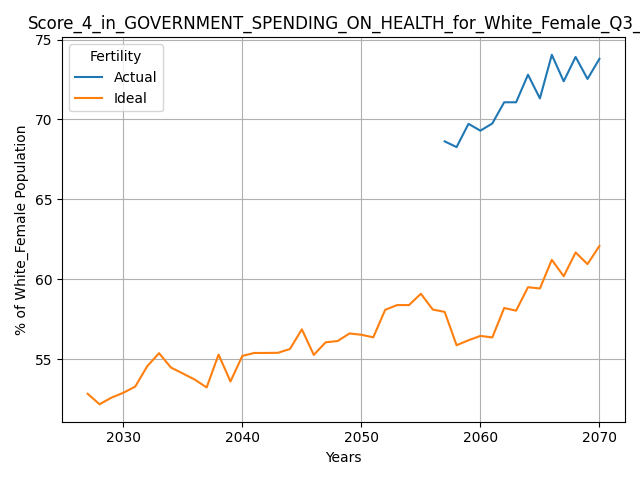 Score_4_in_GOVERNMENT_SPENDING_ON_HEALTH_for_White_Female_Q3_
Fertility
Actual
Ideal
% of White_Female Population
75
70
65
60
55
2030 2040 2050 2060 2070
Years